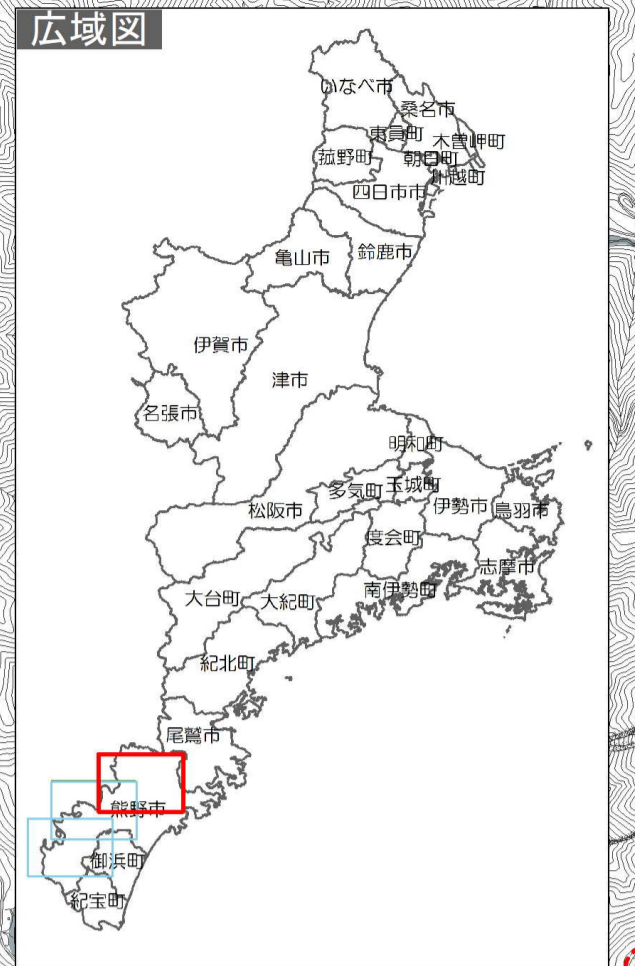 広域図
いなべ市
桑名市
東員町
木曽岬町
菰野町
朝日町
川越町
四日市市
亀山市
鈴鹿市
伊賀市
津市
名張市
明和町
多気町
玉城町
松阪市
伊勢市
鳥羽市
度会町
志摩市
大台町
大紀町
南伊勢町
紀北町
尾鷲市
熊野市
御浜町
紀宝町